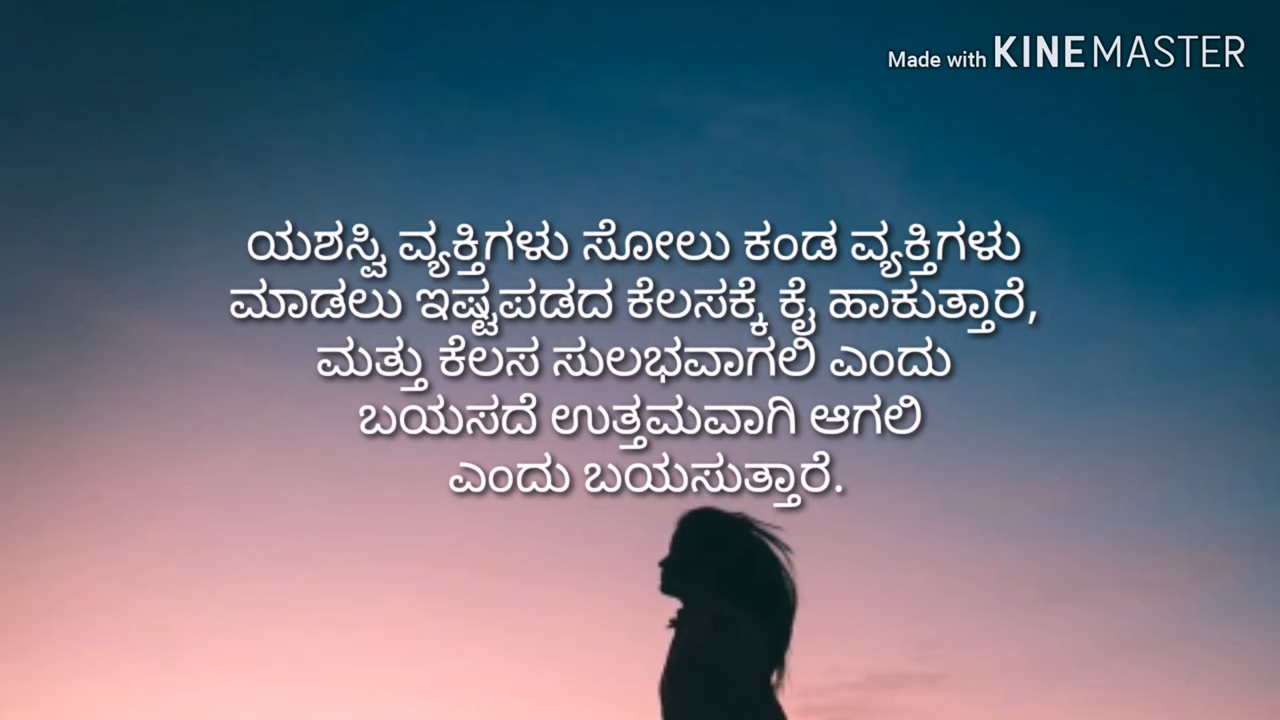 Made with KINEMASTER
ಯಶಸ್ವಿ ವ್ಯಕ್ತಿಗಳು ಸೋಲು ಕಂಡ ವ್ಯಕ್ತಿಗಳು
ಮಾಡಲು ಇಷ್ಟಪಡದ ಕೆಲಸಕ್ಕೆ ಕೈ ಹಾಕುತ್ತಾರೆ,
ಮತ್ತು ಕೆಲಸ ಸುಲಭವಾಗಲಿ ಎಂದು
ಬಯಸದೆ ಉತ್ತಮವಾಗಿ ಆಗಲಿ
ಎಂದು ಬಯಸುತ್ತಾರೆ.